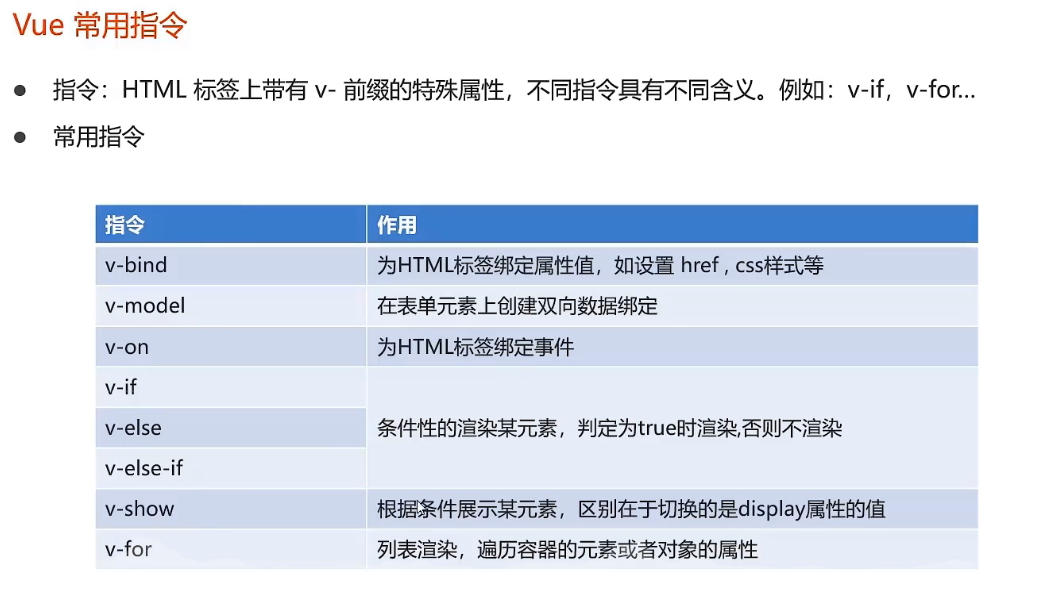 Vue 常用指令
● 指令：HTML 标签上带有 v- 前缀的特殊属性，不同指令具有不同含义。例如：v-if，v-for…
● 常用指令
指令 作用
v-bind 为HTML标签绑定属性值，如设置 href , css样式等
v-model 在表单元素上创建双向数据绑定
v-on 为HTML标签绑定事件
v-if
v-else 条件性的渲染某元素，判定为true时渲染,否则不渲染
v-else-if
v-show 根据条件展示某元素，区别在于切换的是display属性的值
v-for 列表渲染，遍历容器的元素或者对象的属性